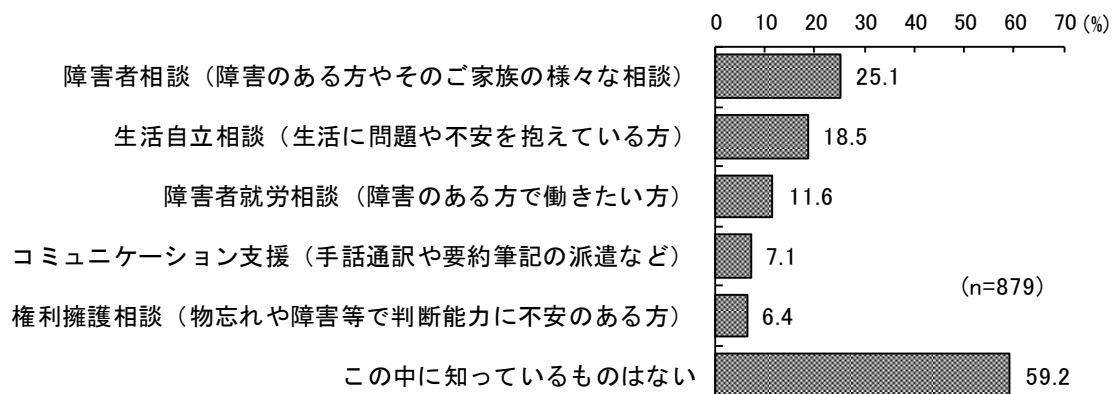 0 10 20 30 40 50 60 70 (%)
障害者相談（障害のある方やそのご家族の様々な相談） 25.1
生活自立相談（生活に問題や不安を抱えている方） 18.5
障害者就労相談（障害のある方で働きたい方） 11.6
コミュニケーション支援（手話通訳や要約筆記の派遣など） 7.1
(n=879)
権利擁護相談（物忘れや障害等で判断能力に不安のある方） 6.4
この中に知っているものはない 59.2